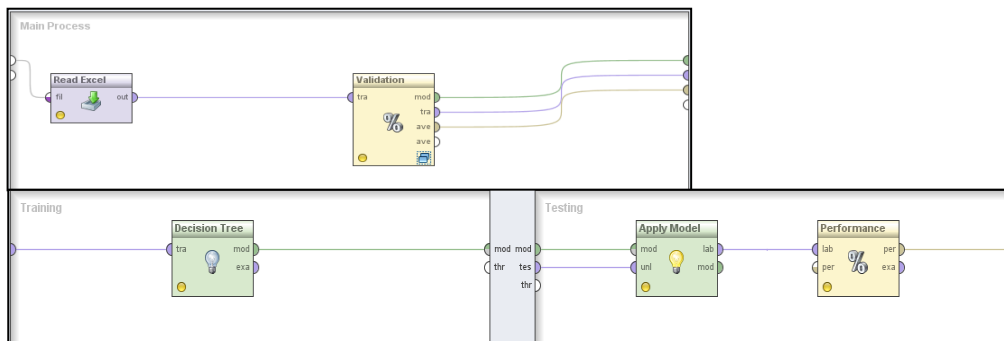 Main Process
Read Excel
fil out
Validation
tra mod
tra
ave
ave
Training
Decision Tree
tra mod
exa
mod mod
thr tes
thr
Testing
Apply Model
mod lab
unl mod
Performance
lab per
per exa